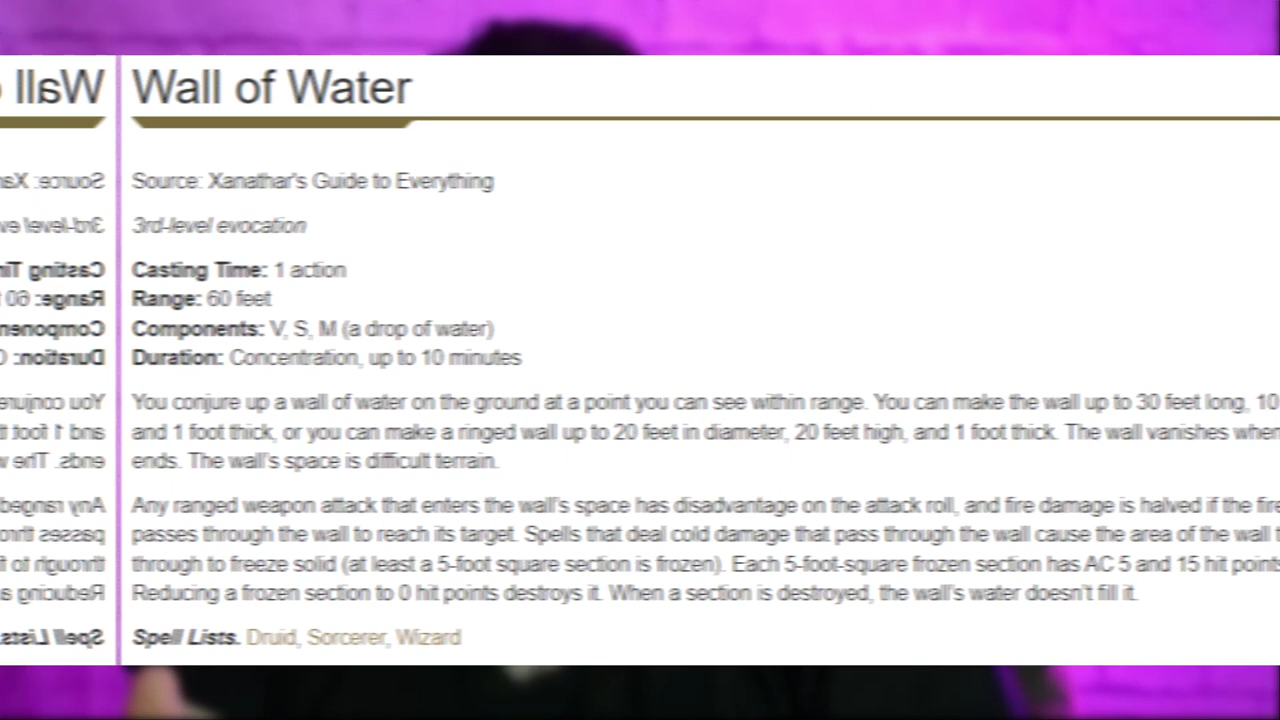 Wall of Water
Source: Xanathar's Guide to Everything
3rd-level evocation
Casting Time: 1 action
Range: 60 feet
Components: V, S, M (a drop of water)
Duration: Concentration, up to 10 minutes
You conjure up a wall of water on the ground at a point you can see within range. You can make the wall up to 30 feet long, 10
and 1 foot thick, or you can make a ringed wall up to 20 feet in diameter, 20 feet high, and 1 foot thick. The wall vanishes when
ends. The wall's space is difficult terrain.
Any ranged weapon attack that enters the wall's space has disadvantage on the attack roll, and fire damage is halved if the fire
passes through the wall to reach its target. Spells that deal cold damage that pass through the wall cause the area of the wall t
through to freeze solid (at least a 5-foot square section is frozen). Each 5-foot-square frozen section has AC 5 and 15 hit points
Reducing a frozen section to 0 hit points destroys it. When a section is destroyed, the wall's water doesn't fill it.
Spell Lists. Druid, Sorcerer, Wizard